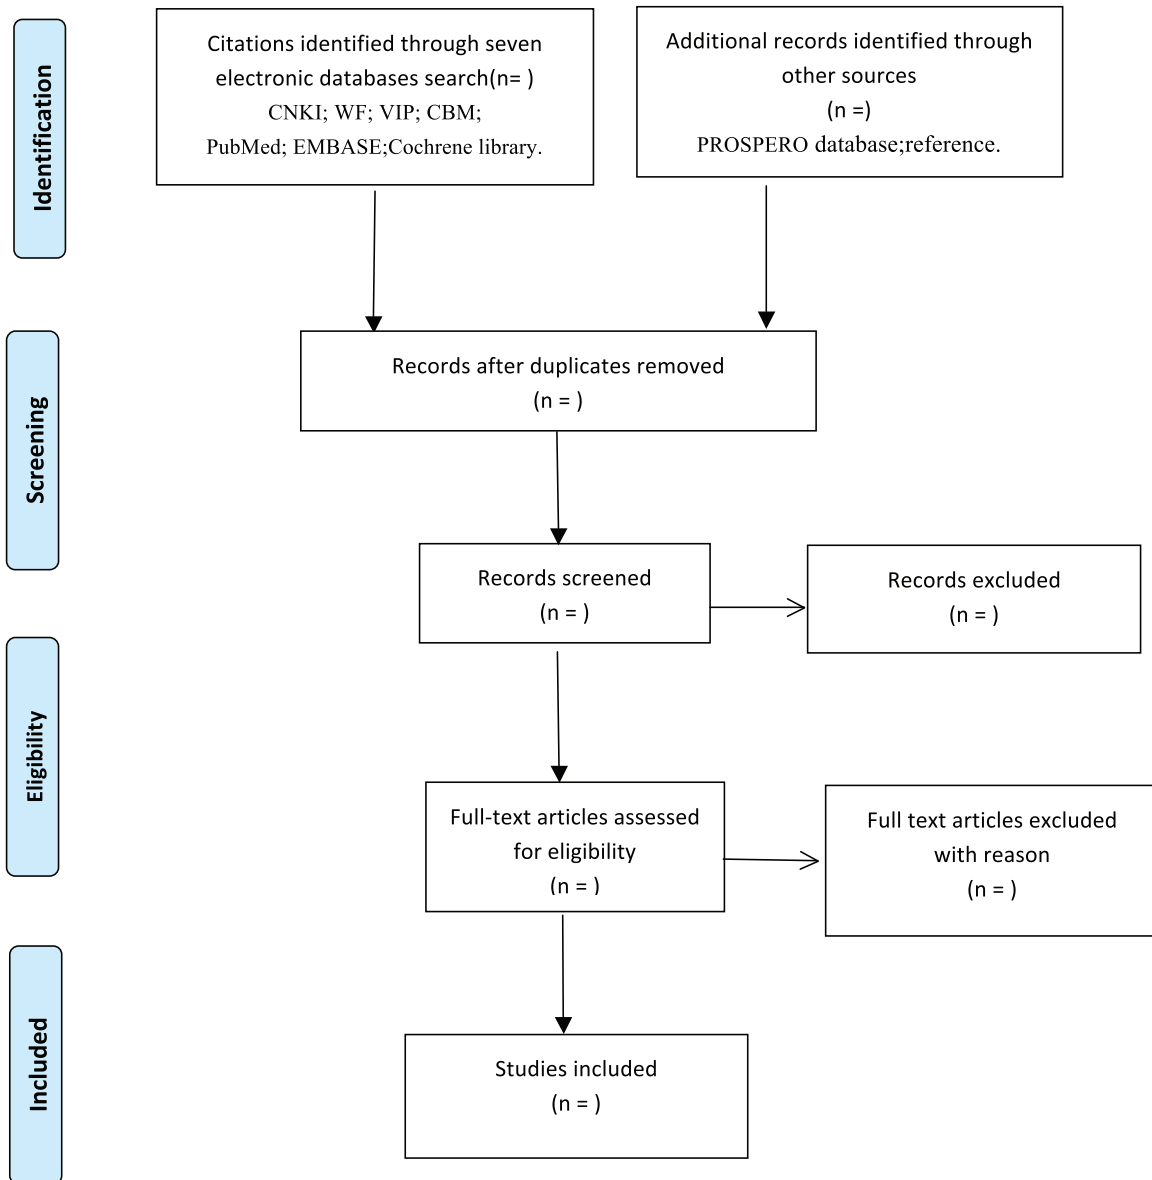 Identification
Citations identified through seven
electronic databases search(n= )
CNKI; WF; VIP; CBM;
PubMed; EMBASE;Cochrene library.
Additional records identified through
other sources
(n =)
PROSPERO database;reference.
Screening
Records after duplicates removed
(n = )
Records screened
(n = )
Records excluded
(n = )
Eligibility
Full-text articles assessed
for eligibility
(n = )
Full text articles excluded
with reason
(n = )
Included
Studies included
(n = )